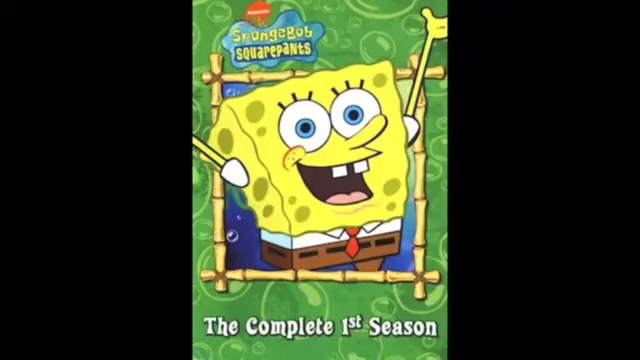 NICKELODEON
SpongeBob
SQUAREPANTS
The Complete 1st Season